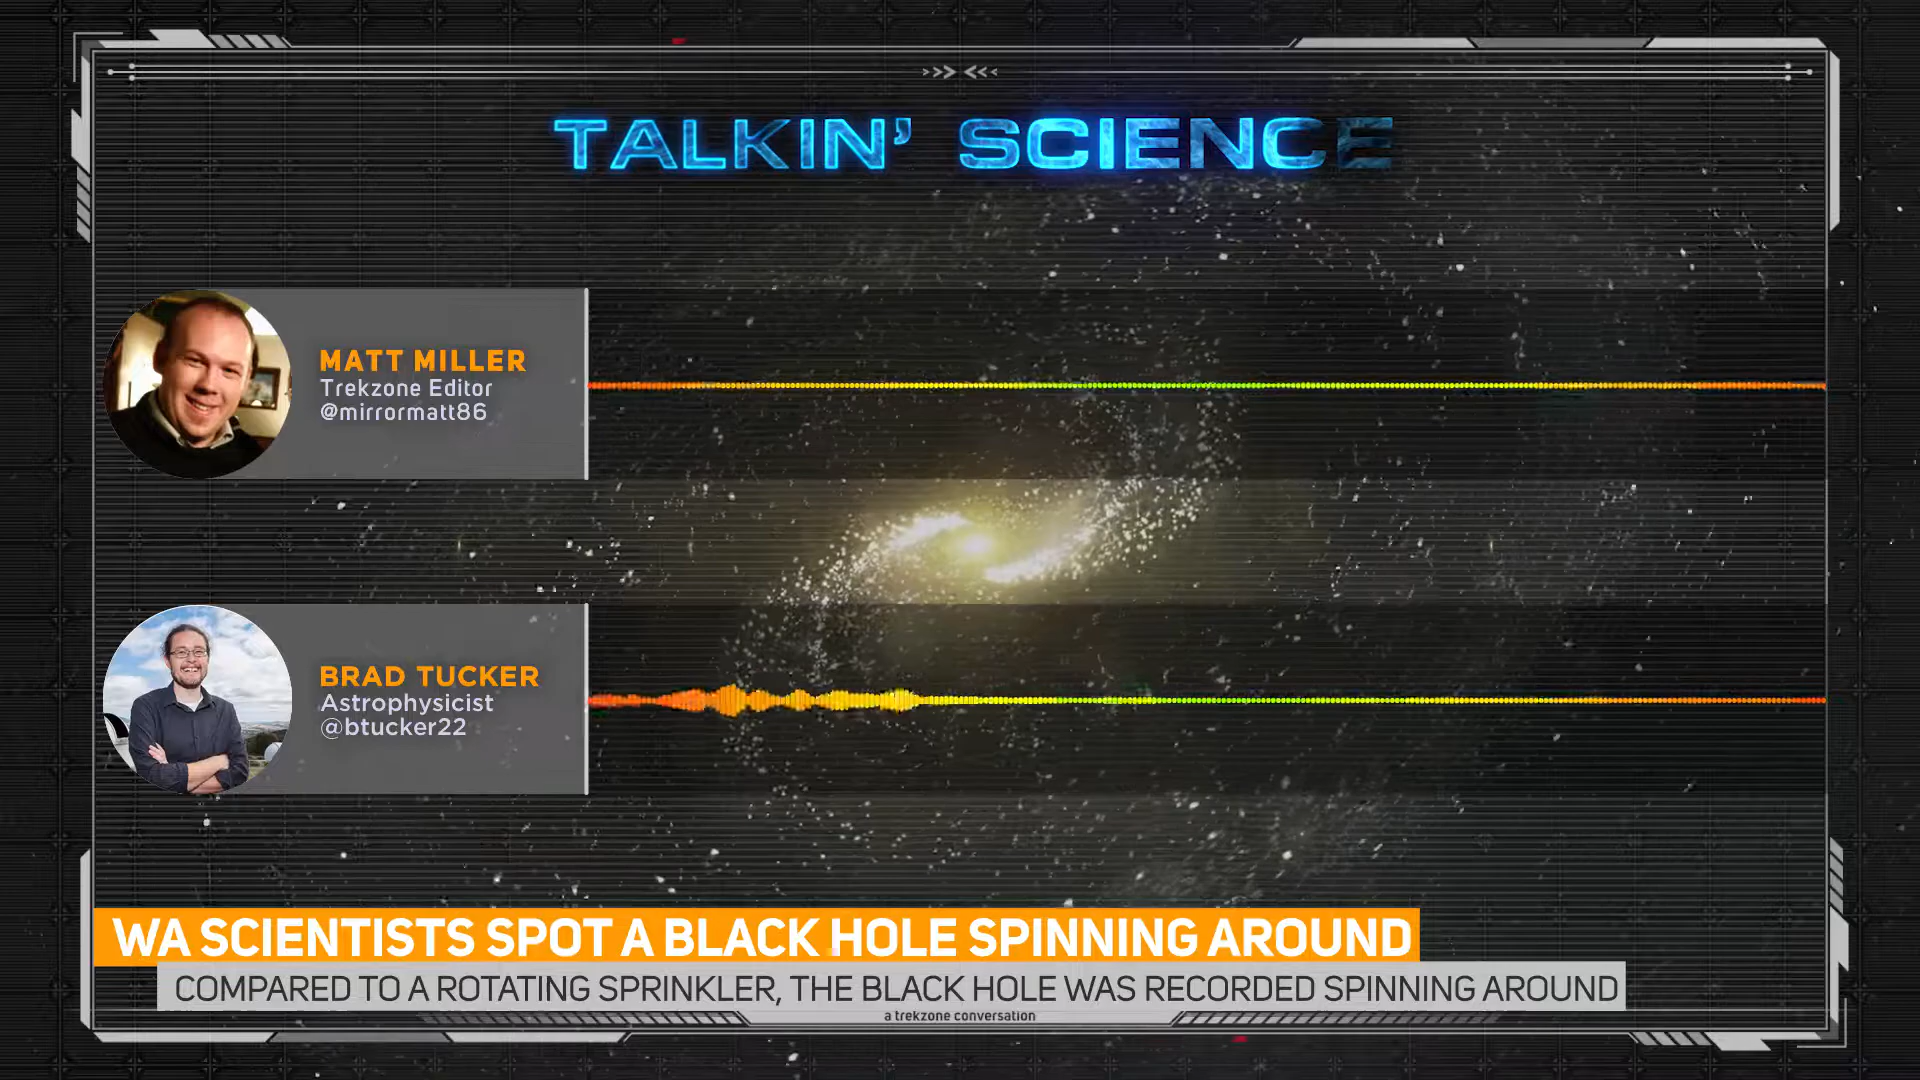 TALKIN' SCIENCE
MATT MILLER
Trekzone Editor
@mirrormatt86
BRAD TUCKER
Astrophysicist
@btucker22
WA SCIENTISTS SPOT A BLACK HOLE SPINNING AROUND
COMPARED TO A ROTATING SPRINKLER, THE BLACK HOLE WAS RECORDED SPINNING AROUND
a trekzone conversation